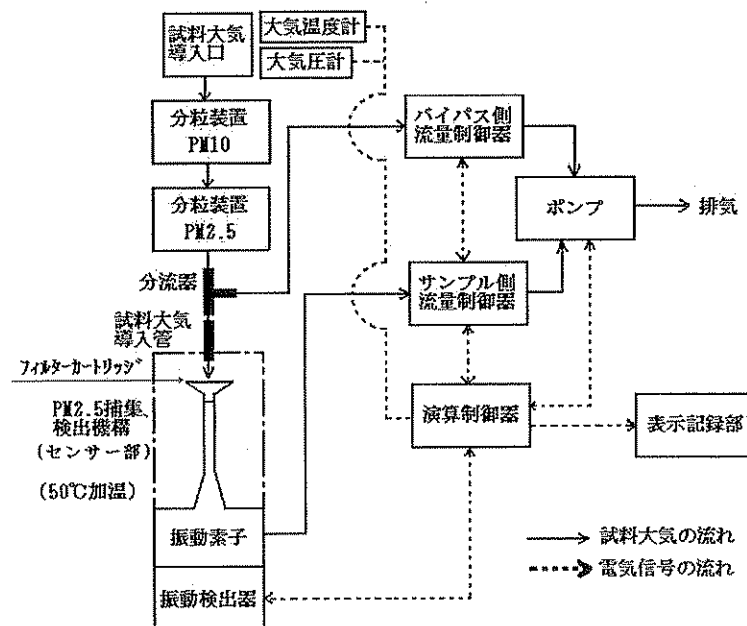 試料大気
導入口
大気温度計
大気圧計
分粒装置
PM10
バイパス側
流量制御器
分粒装置
PM2.5
ポンプ
排気
分流器
サンプル側
流量制御器
試料大気
導入管
フィルターカートリッジ
PM2.5捕集、
検出機構
(センサー部)
(50℃加温)
演算制御器
表示記録部
振動素子
試料大気の流れ
電気信号の流れ
振動検出器